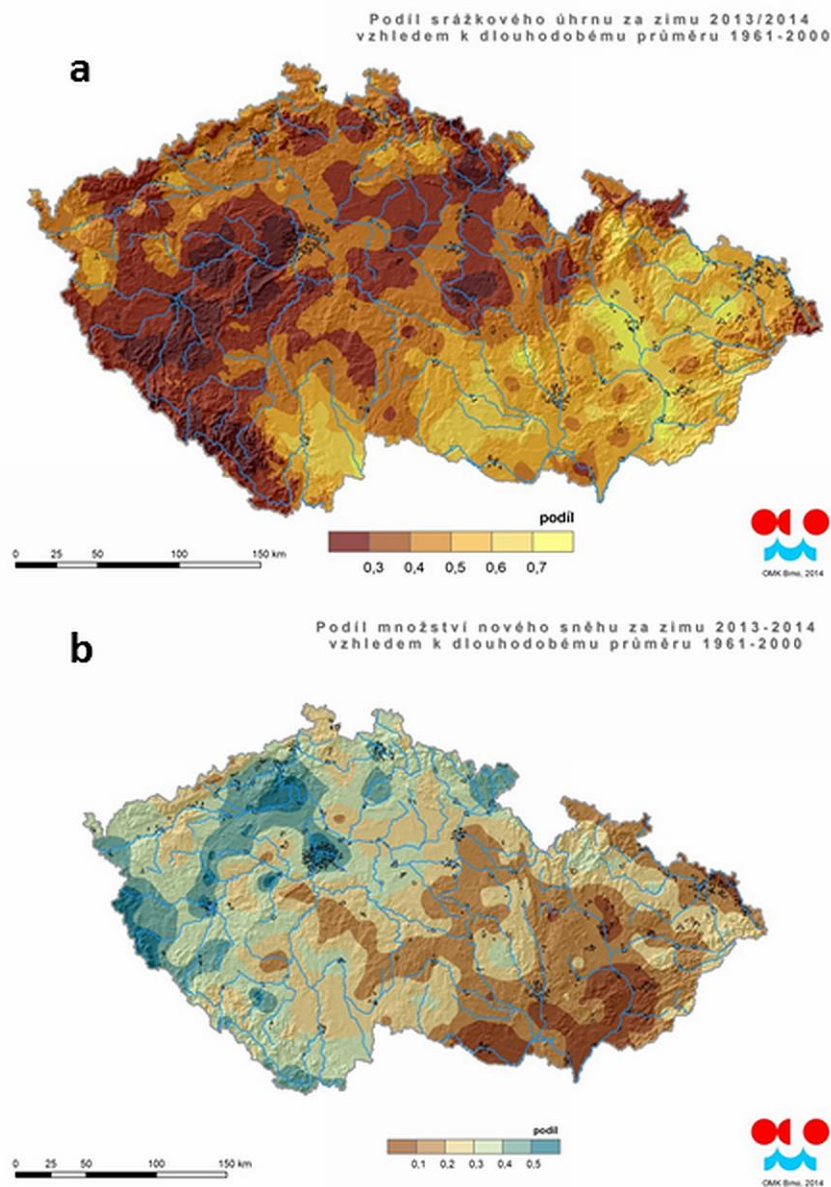 Podíl srážkového úhrnu za zimu 2013/2014
vzhledem k dlouhodobému průměru 1961-2000
a
podíl
0 25 50 100 150 km
0,3 0,4 0,5 0,6 0,7
OMK Brno, 2014
Podíl množství nového sněhu za zimu 2013-2014
vzhledem k dlouhodobému průměru 1961-2000
b
podíl
0 25 50 100 150 km
0,1 0,2 0,3 0,4 0,5
OMK Brno, 2014